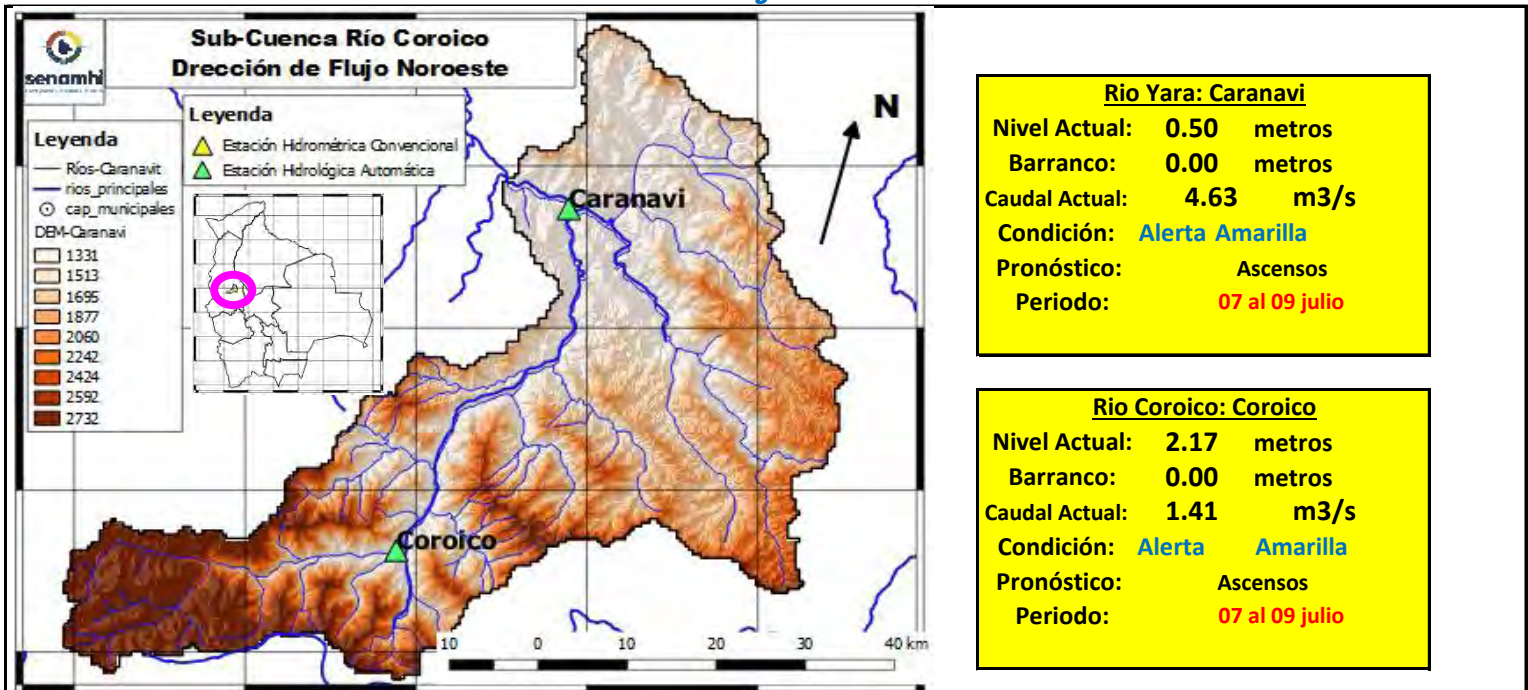 Sub-Cuenca Río Coroico
Drección de Flujo Noroeste
senamhi
Leyenda
Ríos-Caranavit
rios_principales
cap_municipales
DEM-Caranavi
1331
1513
1695
1877
2060
2242
2424
2592
2732
Leyenda
Estación Hidrométrica Convencional
Estación Hidrológica Automática
N
Caranavi
Coroico
10 0 10 20 30 40 km
Rio Yara: Caranavi
Nivel Actual: 0.50 metros
Barranco: 0.00 metros
Caudal Actual: 4.63 m3/s
Condición: Alerta Amarilla
Pronóstico: Ascensos
Periodo: 07 al 09 julio
Rio Coroico: Coroico
Nivel Actual: 2.17 metros
Barranco: 0.00 metros
Caudal Actual: 1.41 m3/s
Condición: Alerta Amarilla
Pronóstico: Ascensos
Periodo: 07 al 09 julio